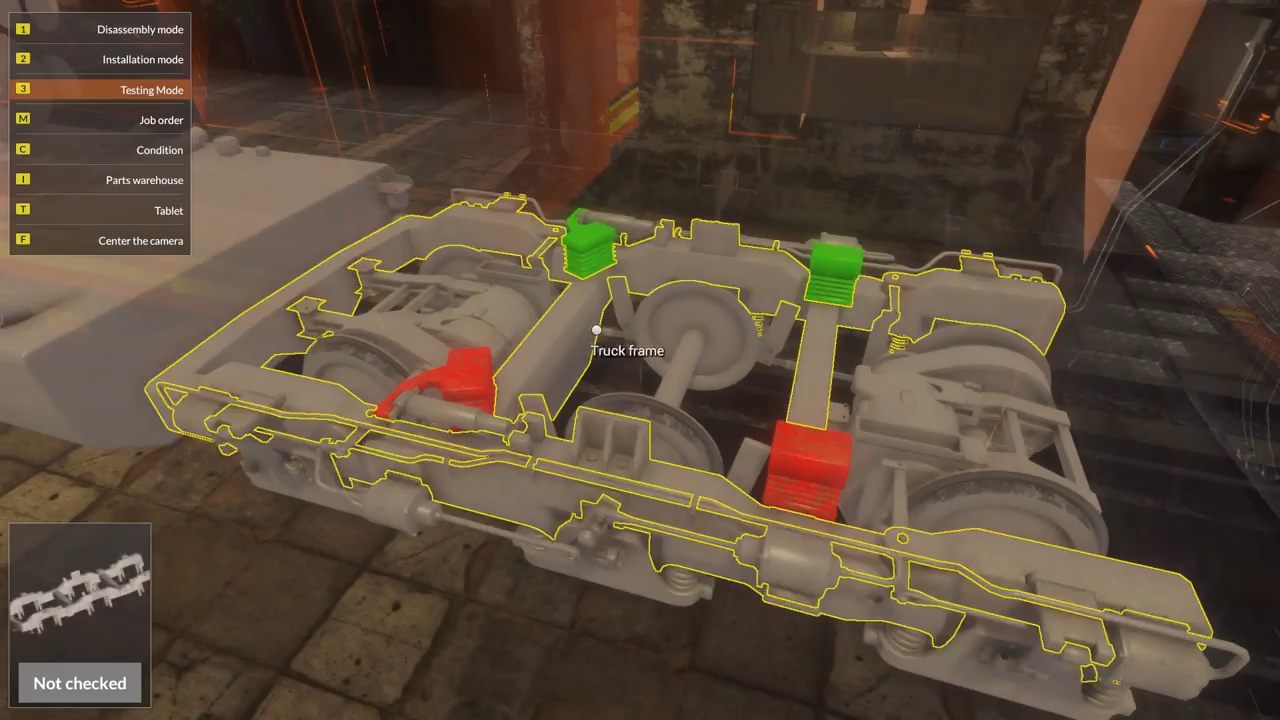 1 Disassembly mode
2 Installation mode
3 Testing Mode
M Job order
C Condition
I Parts warehouse
T Tablet
F Center the camera
Truck frame
Not checked